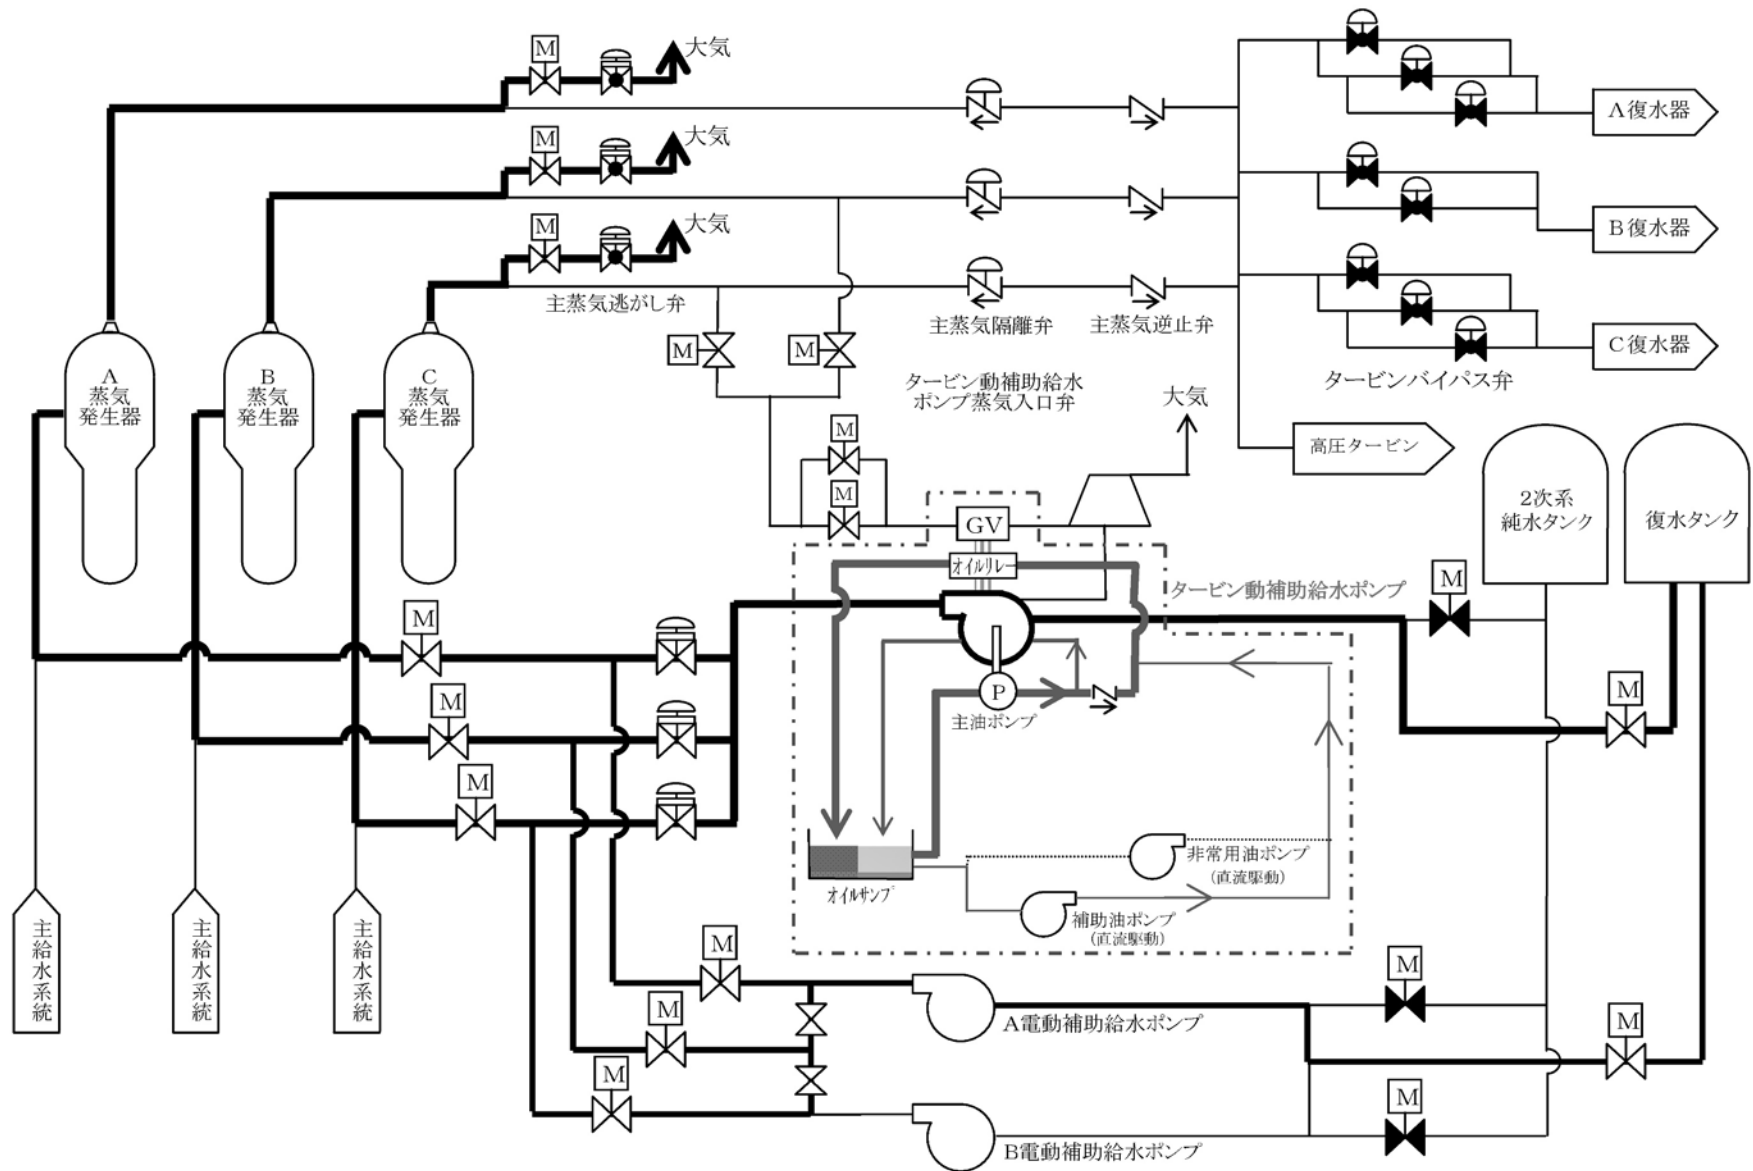 M
大気
M
大気
M
大気
主蒸気逃がし弁
主蒸気隔離弁
主蒸気逆止弁
A復水器
B復水器
C復水器
タービンバイパス弁
A
蒸気
発生器
B
蒸気
発生器
C
蒸気
発生器
M
M
タービン動補助給水
ポンプ蒸気入口弁
大気
高圧タービン
M
M
GV
オイルリレー
2次系
純水タンク
復水タンク
タービン動補助給水ポンプ
M
M
M
M
M
P
主油ポンプ
非常用油ポンプ
(直流駆動)
オイルサンプ
補助油ポンプ
(直流駆動)
主給水系統
主給水系統
主給水系統
M
M
M
A電動補助給水ポンプ
B電動補助給水ポンプ
M
M
M